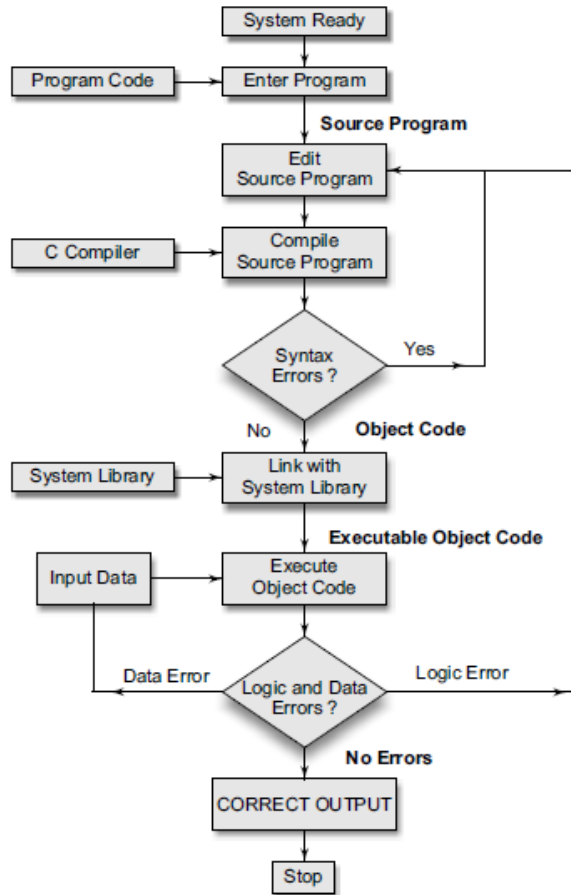 System Ready
Program Code
Enter Program
Source Program
Edit
Source Program
C Compiler
Compile
Source Program
Syntax
Errors ?
Yes
No
Object Code
System Library
Link with
System Library
Executable Object Code
Input Data
Execute
Object Code
Data Error
Logic and Data
Errors ?
Logic Error
No Errors
CORRECT OUTPUT
Stop